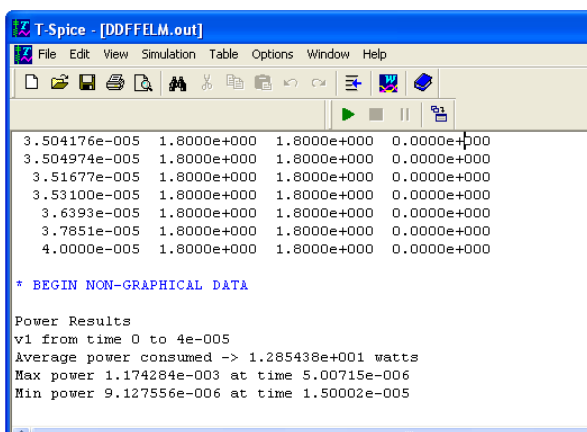 T-Spice - [DDFFELM.out]
File Edit View Simulation Table Options Window Help
3.504176e-005 1.8000e+000 1.8000e+000 0.0000e+000
3.504974e-005 1.8000e+000 1.8000e+000 0.0000e+000
3.51677e-005 1.8000e+000 1.8000e+000 0.0000e+000
3.53100e-005 1.8000e+000 1.8000e+000 0.0000e+000
3.6393e-005 1.8000e+000 1.8000e+000 0.0000e+000
3.7851e-005 1.8000e+000 1.8000e+000 0.0000e+000
4.0000e-005 1.8000e+000 1.8000e+000 0.0000e+000
* BEGIN NON-GRAPHICAL DATA
Power Results
v1 from time 0 to 4e-005
Average power consumed -> 1.285438e+001 watts
Max power 1.174284e-003 at time 5.00715e-006
Min power 9.127556e-006 at time 1.50002e-005